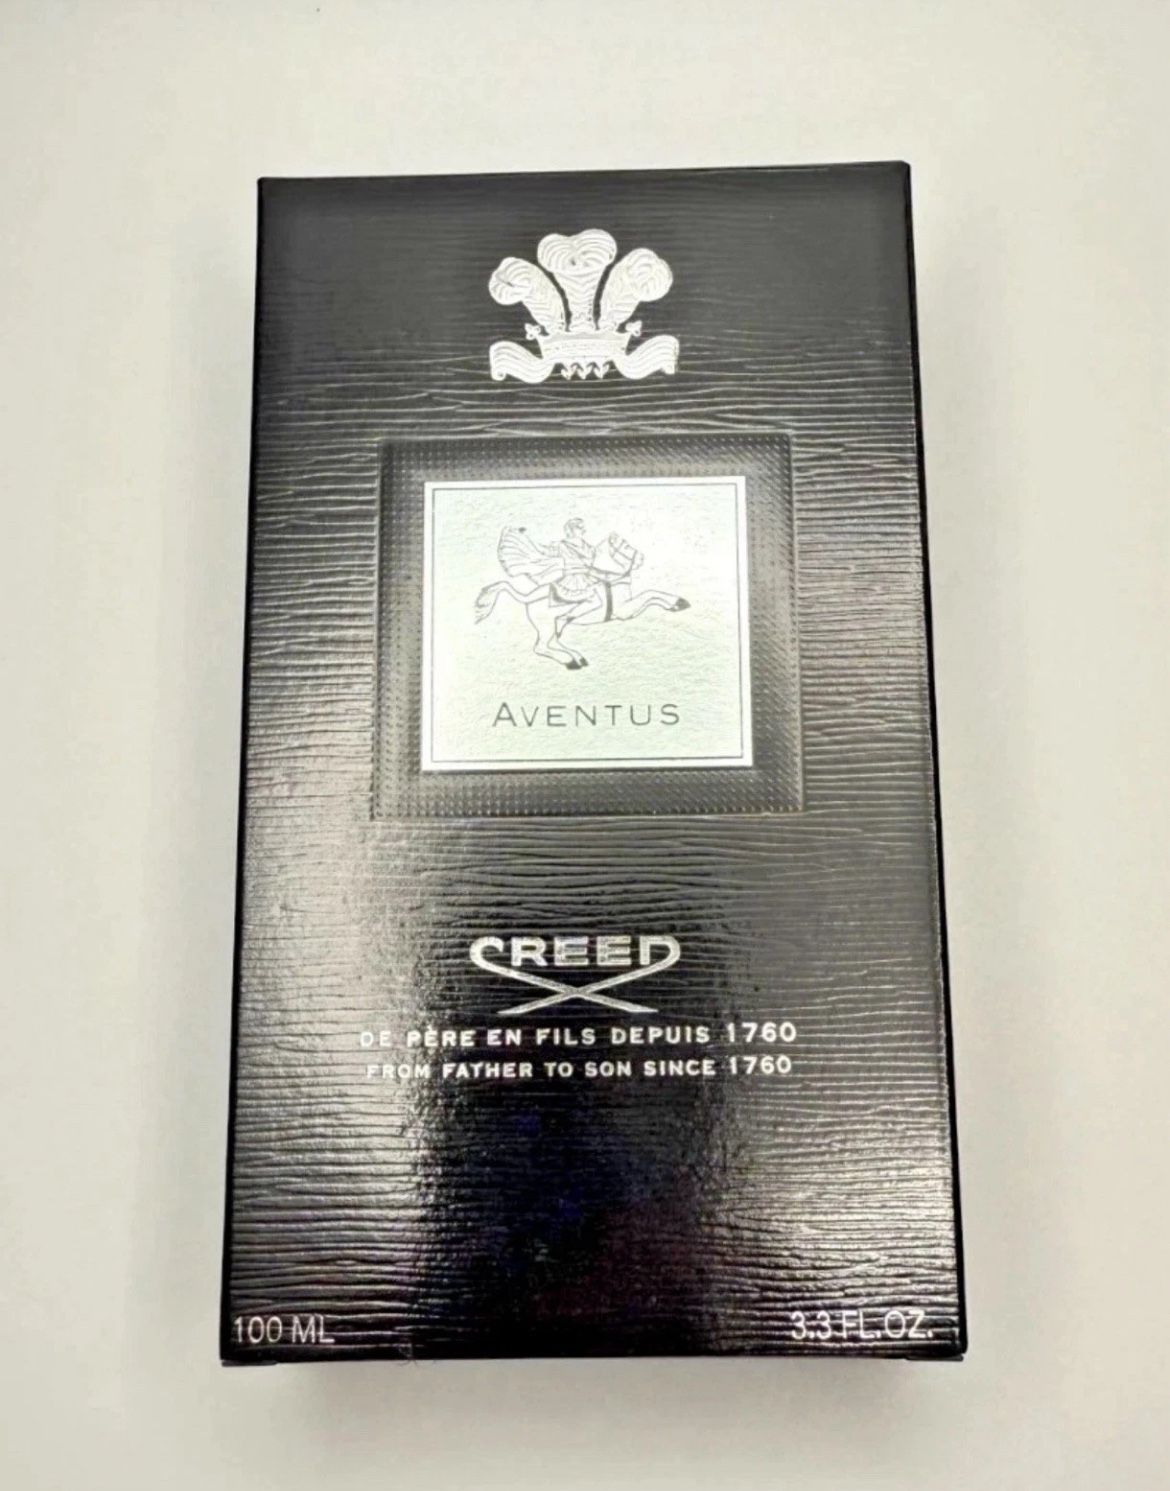 AVENTUS
CREED
DE PÈRE EN FILS DEPUIS 1760
FROM FATHER TO SON SINCE 1760
100 ML
3.3 FL.OZ.